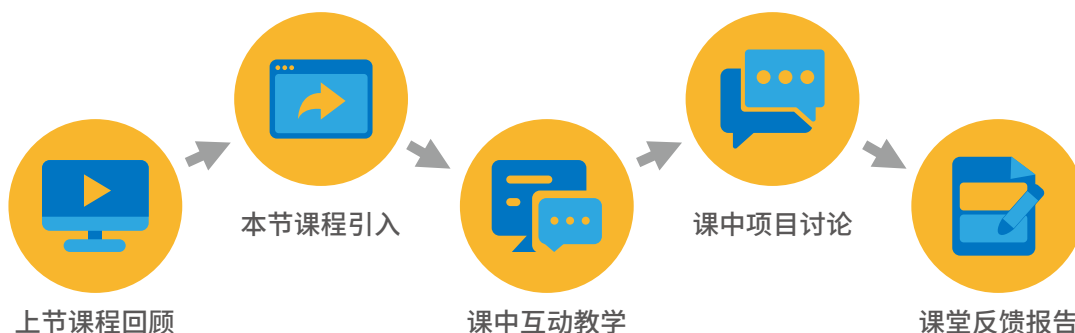 上节课程回顾
本节课程引入
课中互动教学
课中项目讨论
课堂反馈报告